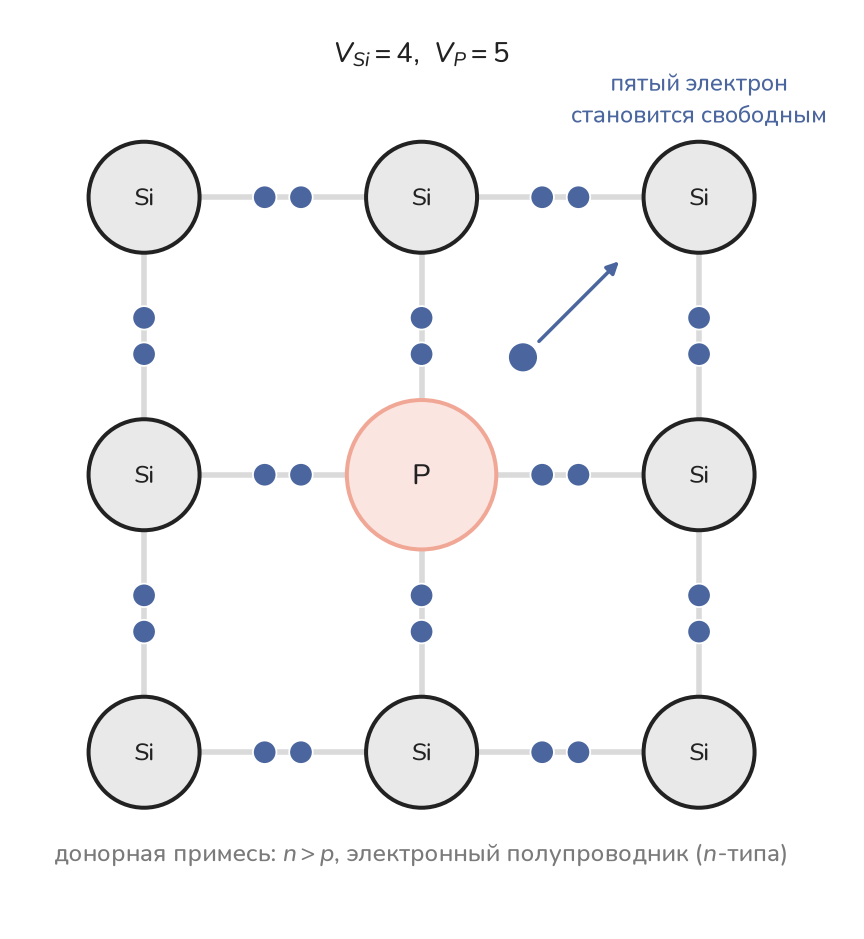 V_Si = 4, V_P = 5
пятый электрон
становится свободным
Si Si Si
Si P Si
Si Si Si
донорная примесь: n > p, электронный полупроводник (n-типа)